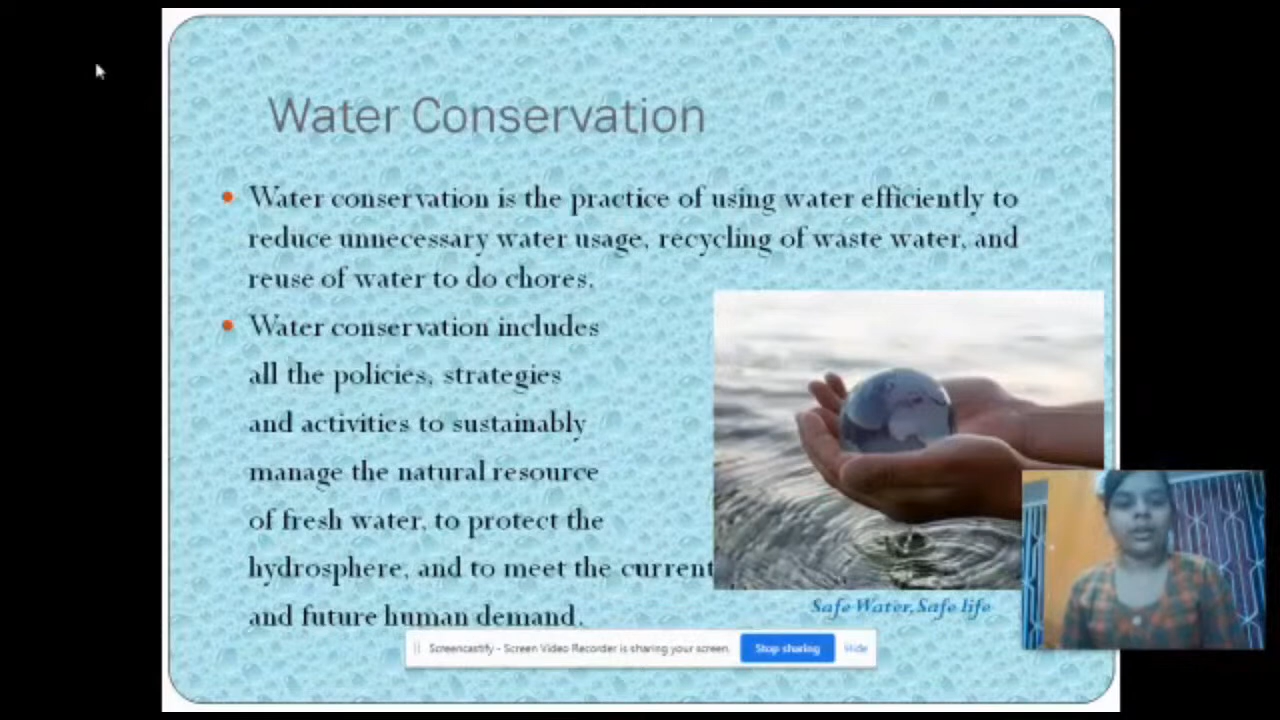 Water Conservation
Water conservation is the practice of using water efficiently to
reduce unnecessary water usage, recycling of waste water, and
reuse of water to do chores.
Water conservation includes
all the policies, strategies
and activities to sustainably
manage the natural resource
of fresh water, to protect the
hydrosphere, and to meet the current
and future human demand.
Safe Water, Safe life
Screencastify - Screen Video Recorder is sharing your screen. Stop sharing Hide